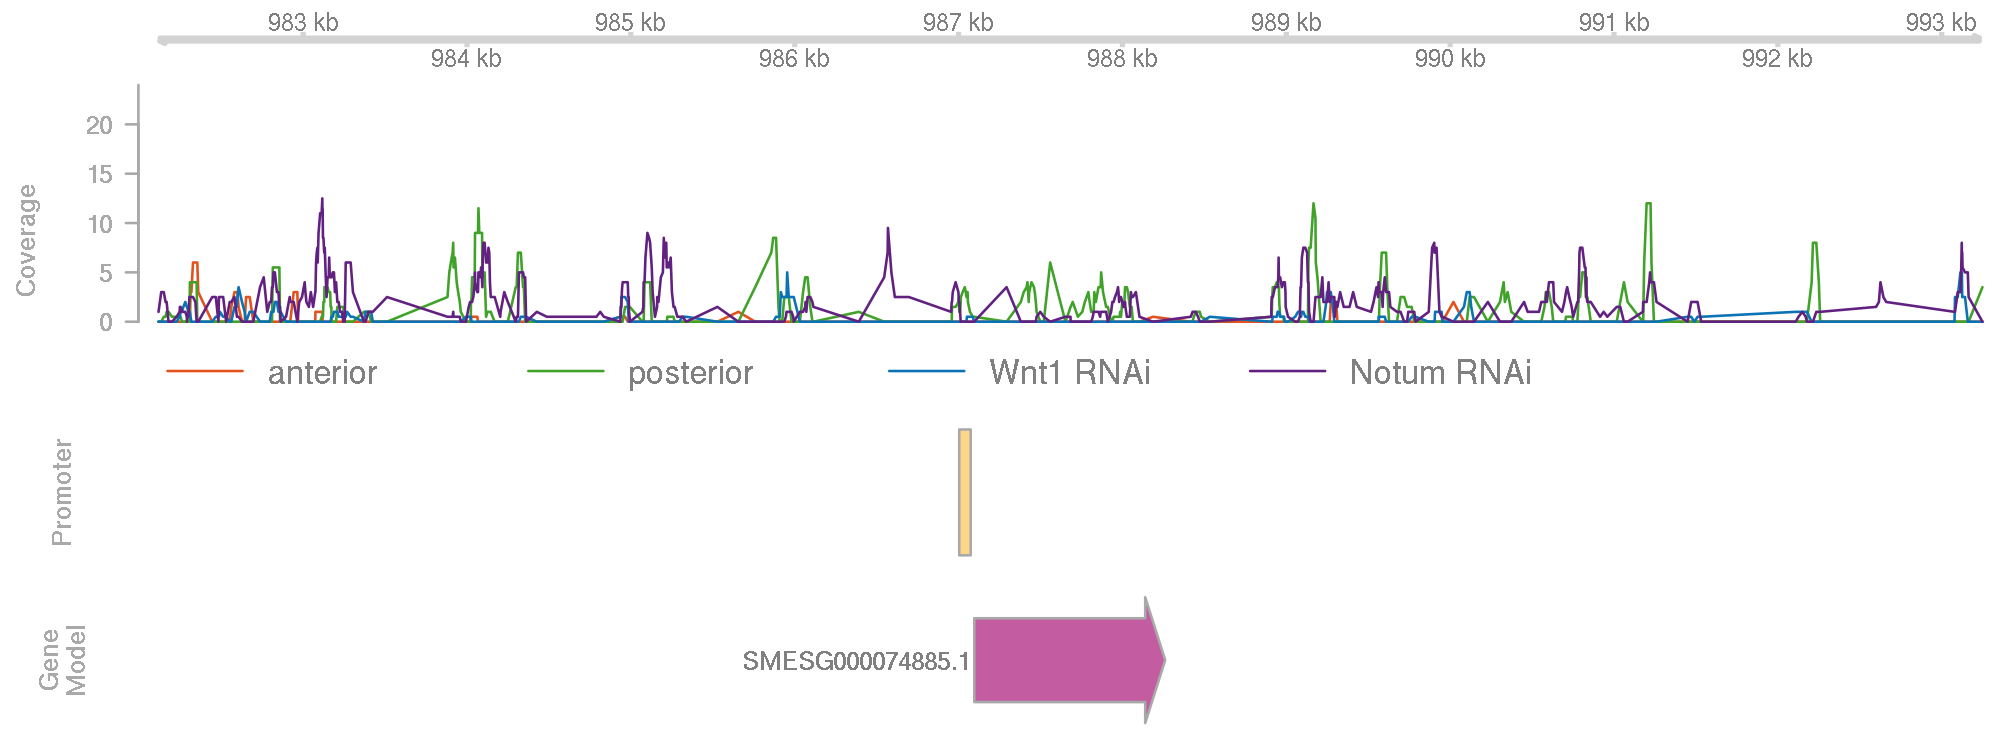 983 kb 985 kb 987 kb 989 kb 991 kb 993 kb
984 kb 986 kb 988 kb 990 kb 992 kb
Coverage
20
15
10
5
0
anterior posterior Wnt1 RNAi Notum RNAi
Promoter
Gene
Model
SMESG000074885.1